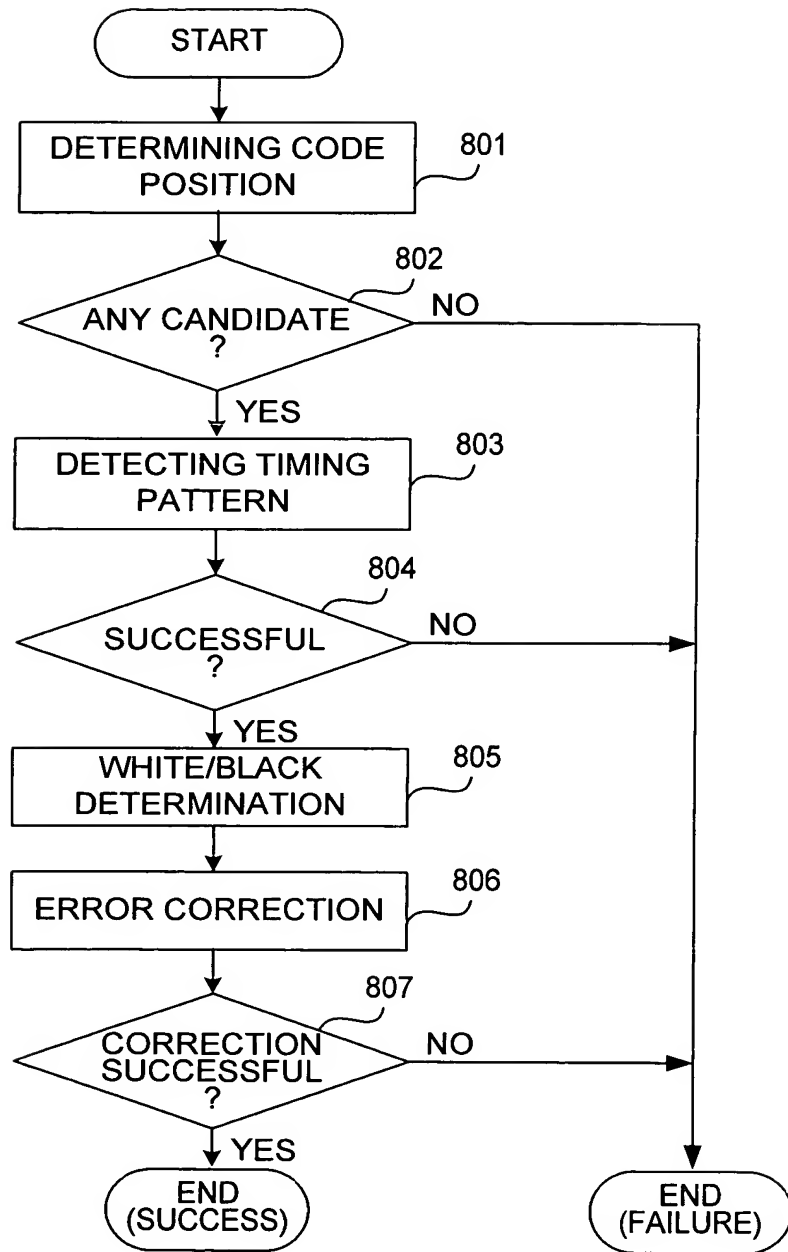 START
DETERMINING CODE
POSITION
801
802
ANY CANDIDATE
?
NO
YES
DETECTING TIMING
PATTERN
803
804
SUCCESSFUL
?
NO
YES
WHITE/BLACK
DETERMINATION
805
ERROR CORRECTION
806
807
CORRECTION
SUCCESSFUL
?
NO
YES
END
(SUCCESS)
END
(FAILURE)